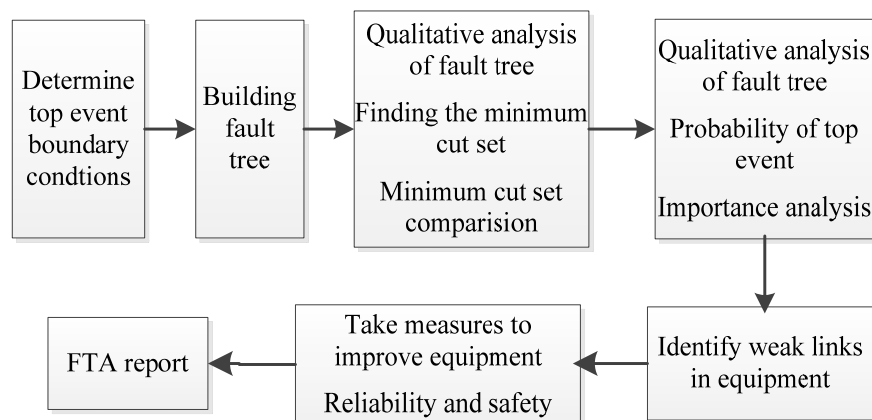 Determine
top event
boundary
condtions
Building
fault
tree
Qualitative analysis
of fault tree
Finding the minimum
cut set
Minimum cut set
comparision
Qualitative analysis
of fault tree
Probability of top
event
Importance analysis
Identify weak links
in equipment
Take measures to
improve equipment
Reliability and safety
FTA report